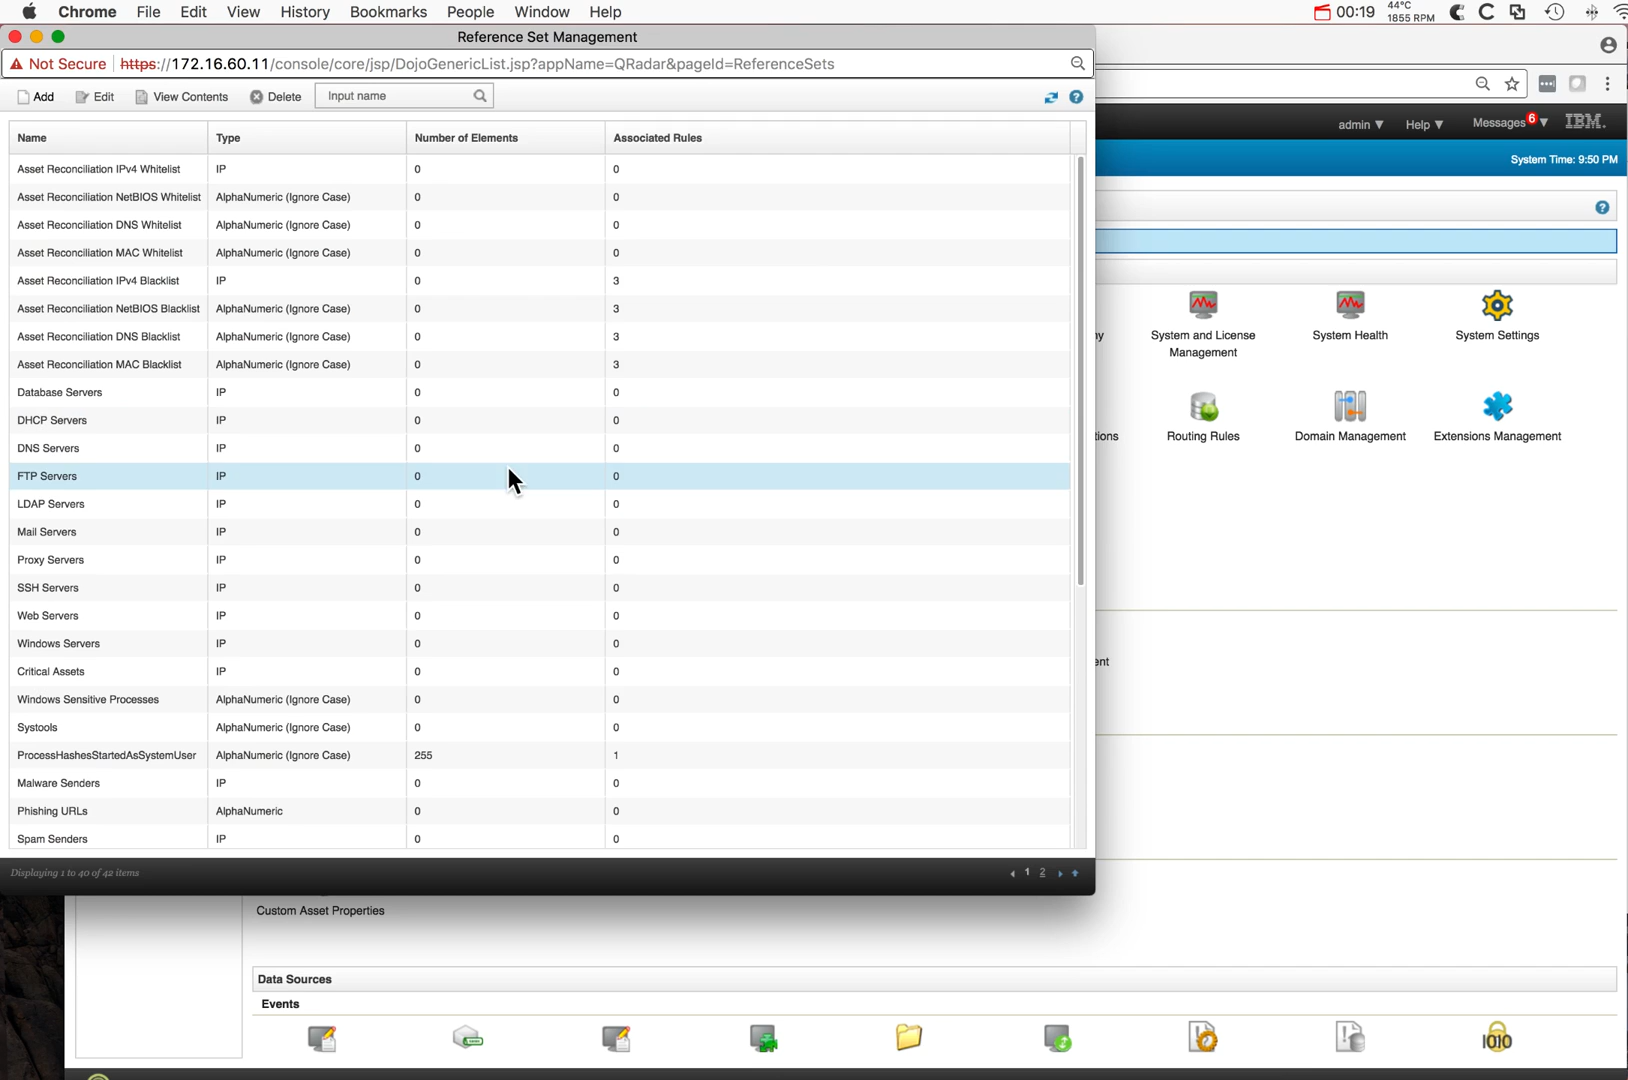 Chrome File Edit View History Bookmarks People Window Help 00:19 44°C 1855 RPM
Reference Set Management
Not Secure https://172.16.60.11/console/core/jsp/DojoGenericList.jsp?appName=QRadar&pageId=ReferenceSets
Add Edit View Contents Delete Input name
Name Type Number of Elements Associated Rules
Asset Reconciliation IPv4 Whitelist IP 0 0
Asset Reconciliation NetBIOS Whitelist AlphaNumeric (Ignore Case) 0 0
Asset Reconciliation DNS Whitelist AlphaNumeric (Ignore Case) 0 0
Asset Reconciliation MAC Whitelist AlphaNumeric (Ignore Case) 0 0
Asset Reconciliation IPv4 Blacklist IP 0 3
Asset Reconciliation NetBIOS Blacklist AlphaNumeric (Ignore Case) 0 3
Asset Reconciliation DNS Blacklist AlphaNumeric (Ignore Case) 0 3
Asset Reconciliation MAC Blacklist AlphaNumeric (Ignore Case) 0 3
Database Servers IP 0 0
DHCP Servers IP 0 0
DNS Servers IP 0 0
FTP Servers IP 0 0
LDAP Servers IP 0 0
Mail Servers IP 0 0
Proxy Servers IP 0 0
SSH Servers IP 0 0
Web Servers IP 0 0
Windows Servers IP 0 0
Critical Assets IP 0 0
Windows Sensitive Processes AlphaNumeric (Ignore Case) 0 0
Systools AlphaNumeric (Ignore Case) 0 0
ProcessHashesStartedAsSystemUser AlphaNumeric (Ignore Case) 255 1
Malware Senders IP 0 0
Phishing URLs AlphaNumeric 0 0
Spam Senders IP 0 0
Displaying 1 to 40 of 42 items 1 2
admin Help Messages 6 IBM.
System Time: 9:50 PM
hy System and License Management System Health System Settings
tions Routing Rules Domain Management Extensions Management
ent
Custom Asset Properties
Data Sources
Events
1010